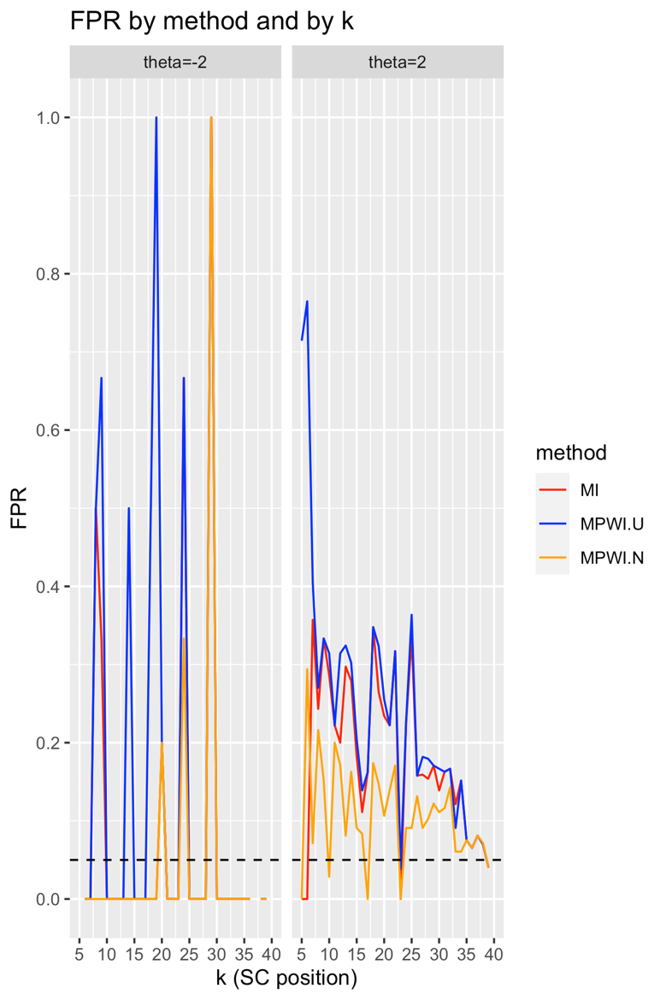 FPR by method and by k
theta=-2 theta=2
1.0
0.8
0.6
0.4
0.2
0.0
FPR
5 10 15 20 25 30 35 40 5 10 15 20 25 30 35 40
k (SC position)
method
MI
MPWI.U
MPWI.N